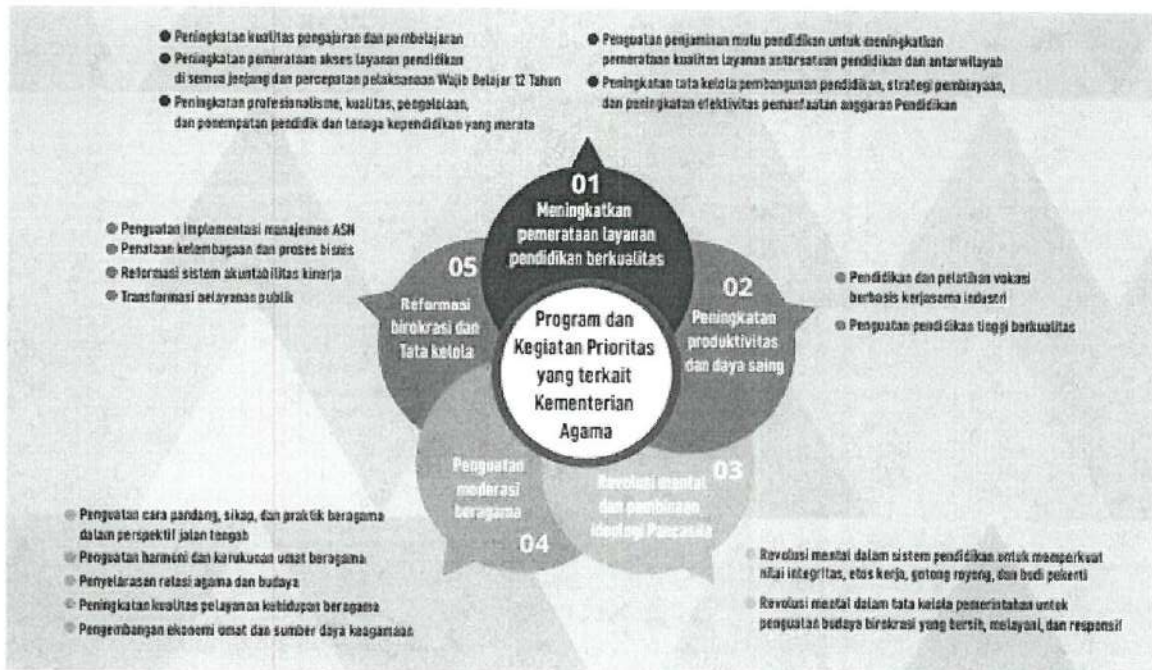 Peningkatan kualitas pengajaran dan pembelajaran
Peningkatan pemerataan akses layanan pendidikan
di semua jenjang dan percepatan pelaksanaan Wajib Belajar 12 Tahun
Peningkatan profesionalisme, kualitas, pengelolaan,
dan penempatan pendidik dan tenaga kependidikan yang merata
Penguatan penjaminan mutu pendidikan untuk meningkatkan
pemerataan kualitas layanan antarsatuan pendidikan dan antarwilayah
Peningkatan tata kelola pembangunan pendidikan, strategi pembiayaan,
dan peningkatan efektivitas pemanfaatan anggaran Pendidikan
01
Meningkatkan
pemerataan layanan
pendidikan berkualitas
02
Peningkatan
produktivitas
dan daya saing
Pendidikan dan pelatihan vokasi
berbasis kerjasama industri
Penguatan pendidikan tinggi berkualitas
Penguatan implementasi manajemen ASN
Penataan kelembagaan dan proses bisnis
Reformasi sistem akuntabilitas kinerja
Transformasi pelayanan publik
05
Reformasi
birokrasi dan
Tata kelola
Program dan
Kegiatan Prioritas
yang terkait
Kementerian
Agama
03
Revolusi mental
dan pembinaan
ideologi Pancasila
Penguatan
moderasi
beragama
04
Penguatan cara pandang, sikap, dan praktik beragama
dalam perspektif jalan tengah
Penguatan harmoni dan kerukunan umat beragama
Penyelarasan relasi agama dan budaya
Peningkatan kualitas pelayanan kehidupan beragama
Pengembangan ekonomi umat dan sumber daya keagamaan
Revolusi mental dalam sistem pendidikan untuk memperkuat
nilai integritas, etos kerja, gotong royong, dan budi pekerti
Revolusi mental dalam tata kelola pemerintahan untuk
penguatan budaya birokrasi yang bersih, melayani, dan responsif